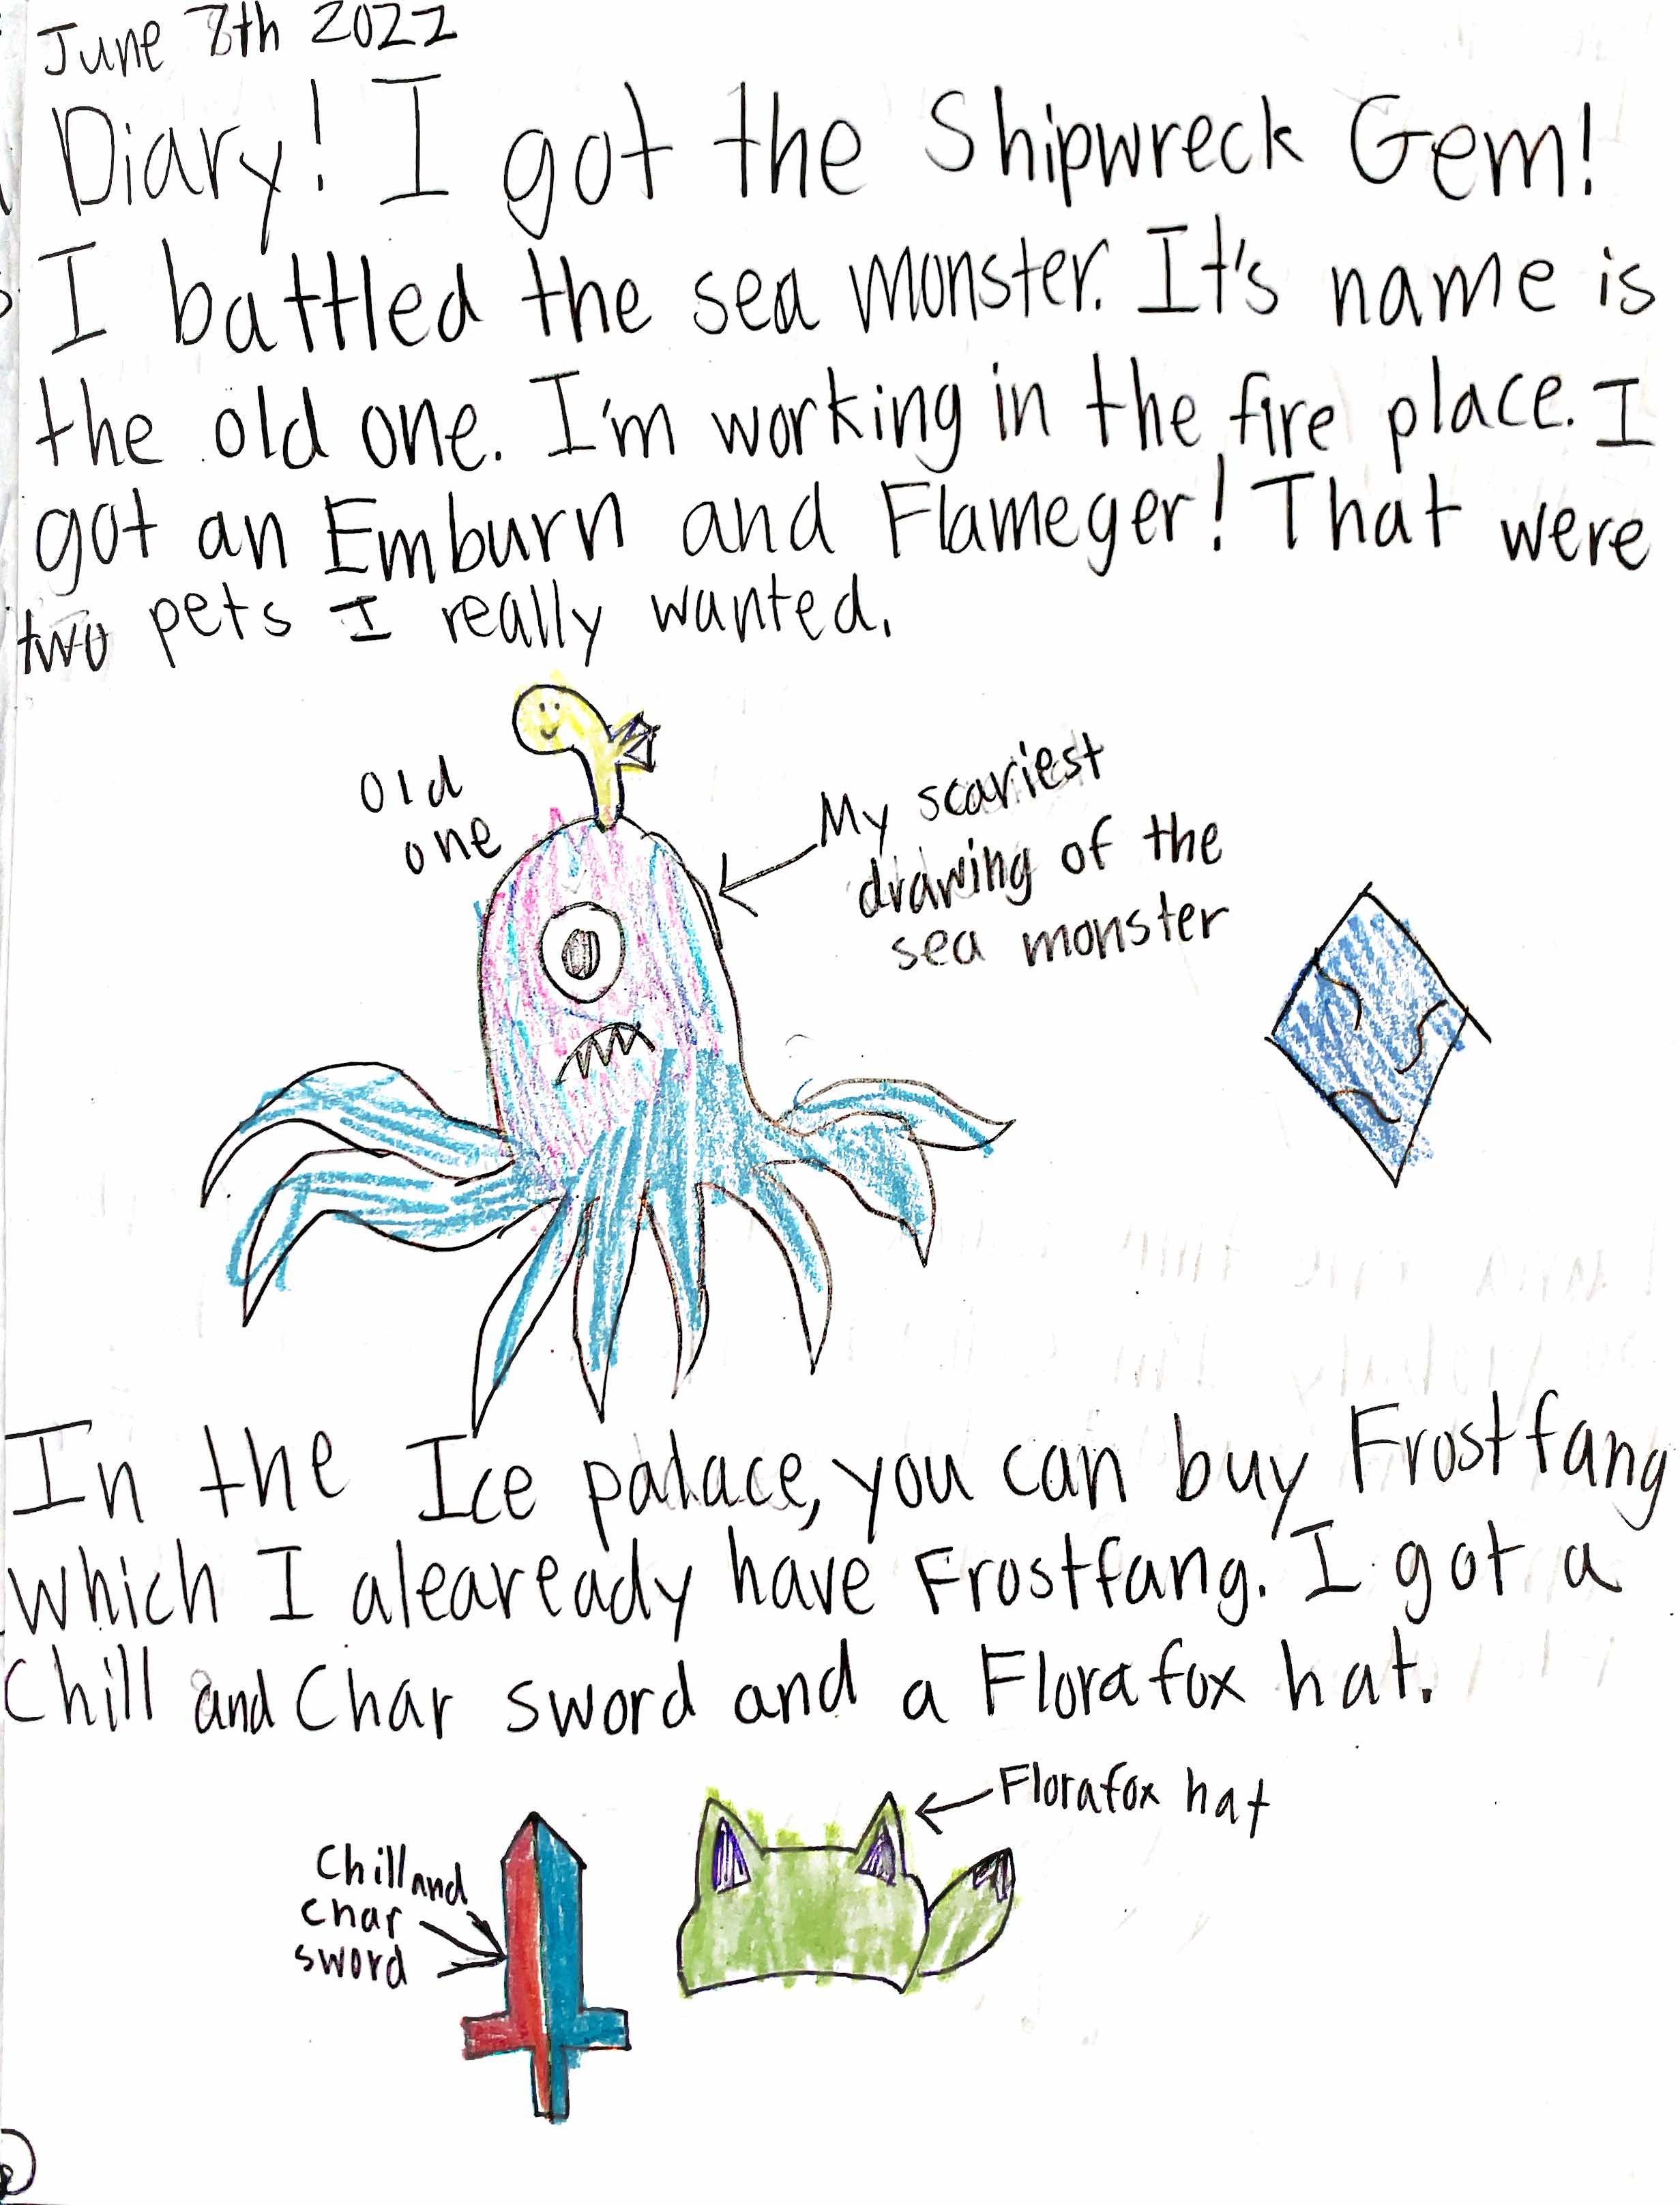 June 8th 2022
Diary! I got the Shipwreck Gem!
I battled the sea monster. It's name is
the old one. I'm working in the fire place. I
got an Emburn and Flameger! That were
two pets I really wanted.
old
one
My scariest
drawing of the
sea monster
In the Ice palace, you can buy Frostfang
which I aleaready have Frostfang. I got a
Chill and Char sword and a Florafox hat.
Florafox hat
Chill and
char
sword